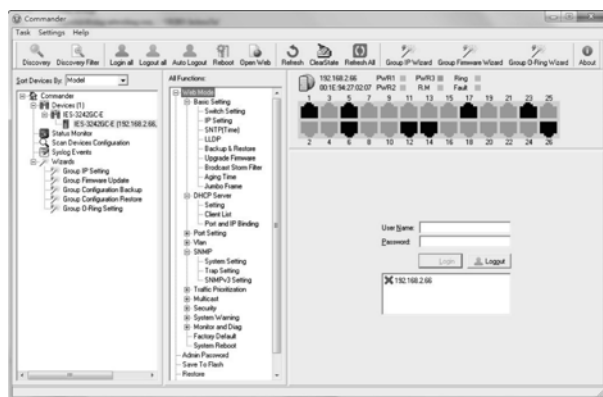 Commander
Task Settings Help
Discovery Discovery Filter Login all Logout all Auto Logout Reboot Open Web Refresh ClearState Refresh All Group IP Wizard Group Firmware Wizard Group O-Ring Wizard About
Sort Devices By: Model
Commander
Devices (1)
IES-3242GC-E
IES-3242GC-E (192.168.2.66,
Status Monitor
Scan Devices Configuration
Syslog Events
Wizards
Group IP Setting
Group Firmware Update
Group Configuration Backup
Group Configuration Restore
Group O-Ring Setting
All Functions:
Web Mode
Basic Setting
Switch Setting
IP Setting
SNTP(Time)
LLDP
Backup & Restore
Upgrade Firmware
Brodcast Storm Filter
Aging Time
Jumbo Frame
DHCP Server
Setting
Client List
Port and IP Binding
Port Setting
Vlan
SNMP
System Setting
Trap Setting
SNMPv3 Setting
Traffic Prioritization
Multicast
Security
System Warning
Monitor and Diag
Factory Default
System Reboot
Admin Password
Save To Flash
Restore
192.168.2.66 PWR1 PWR3 Ring
00:1E:94:27:02:07 PWR2 R.M Fault
1 3 5 7 9 11 13 15 17 19 21 23 25
2 4 6 8 10 12 14 16 18 20 22 24 26
User Name:
Password:
Login Logout
192.168.2.66